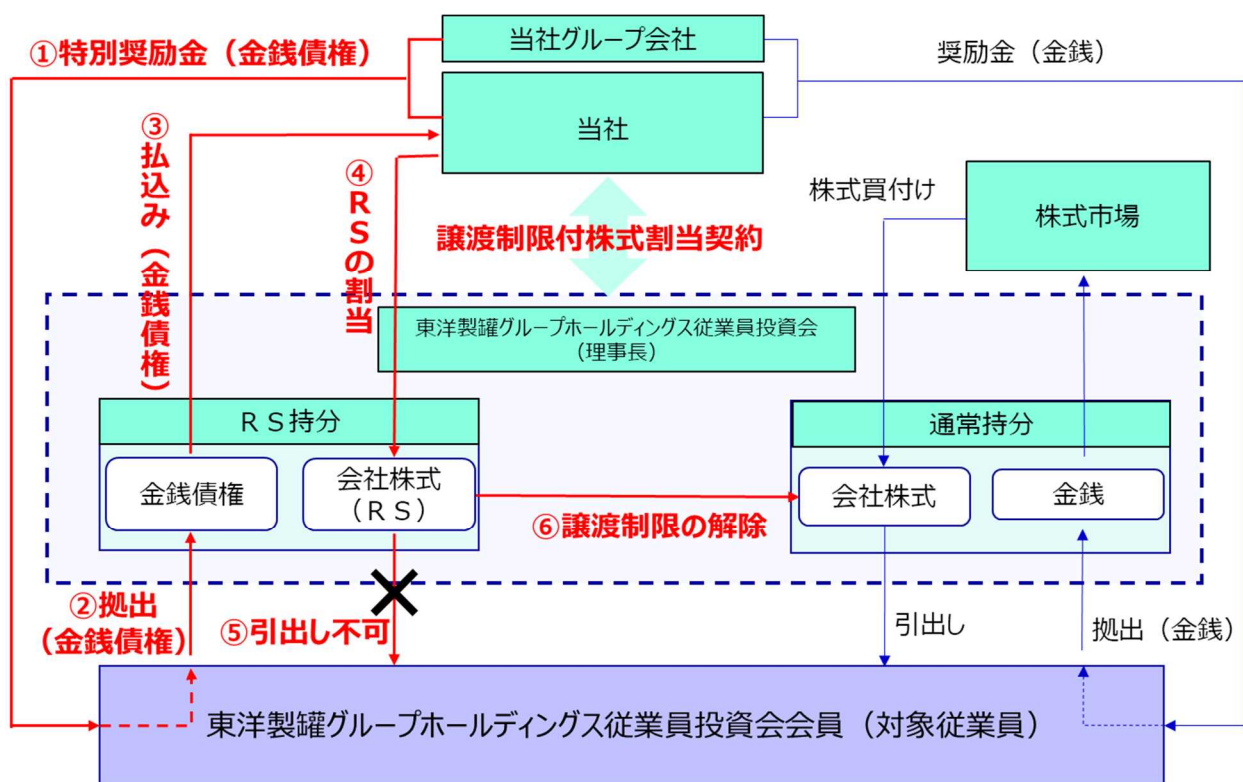 当社グループ会社
①特別奨励金（金銭債権）
奨励金（金銭）
当社
③払込み（金銭債権）
④RSの割当
株式買付け
株式市場
譲渡制限付株式割当契約
東洋製罐グループホールディングス従業員投資会
（理事長）
ＲＳ持分
通常持分
金銭債権
会社株式
（ＲＳ）
会社株式
金銭
⑥譲渡制限の解除
②拠出
（金銭債権）
⑤引出し不可
引出し
拠出（金銭）
東洋製罐グループホールディングス従業員投資会会員（対象従業員）